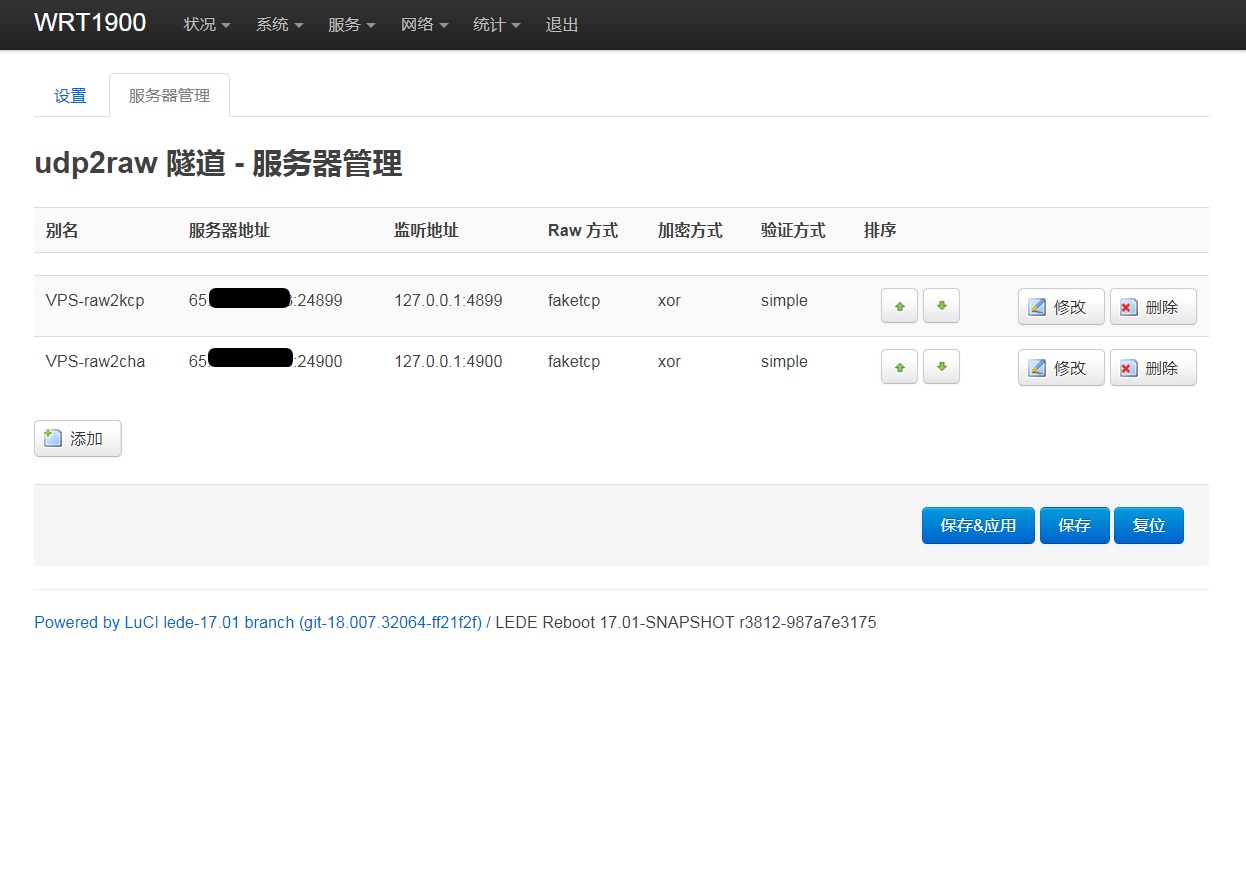 WRT1900 状况 系统 服务 网络 统计 退出
设置 服务器管理
udp2raw 隧道 - 服务器管理
别名 服务器地址 监听地址 Raw 方式 加密方式 验证方式 排序
VPS-raw2kcp 65. :24899 127.0.0.1:4899 faketcp xor simple 修改 删除
VPS-raw2cha 65. :24900 127.0.0.1:4900 faketcp xor simple 修改 删除
添加
保存&应用 保存 复位
Powered by LuCI lede-17.01 branch (git-18.007.32064-ff21f2f) / LEDE Reboot 17.01-SNAPSHOT r3812-987a7e3175